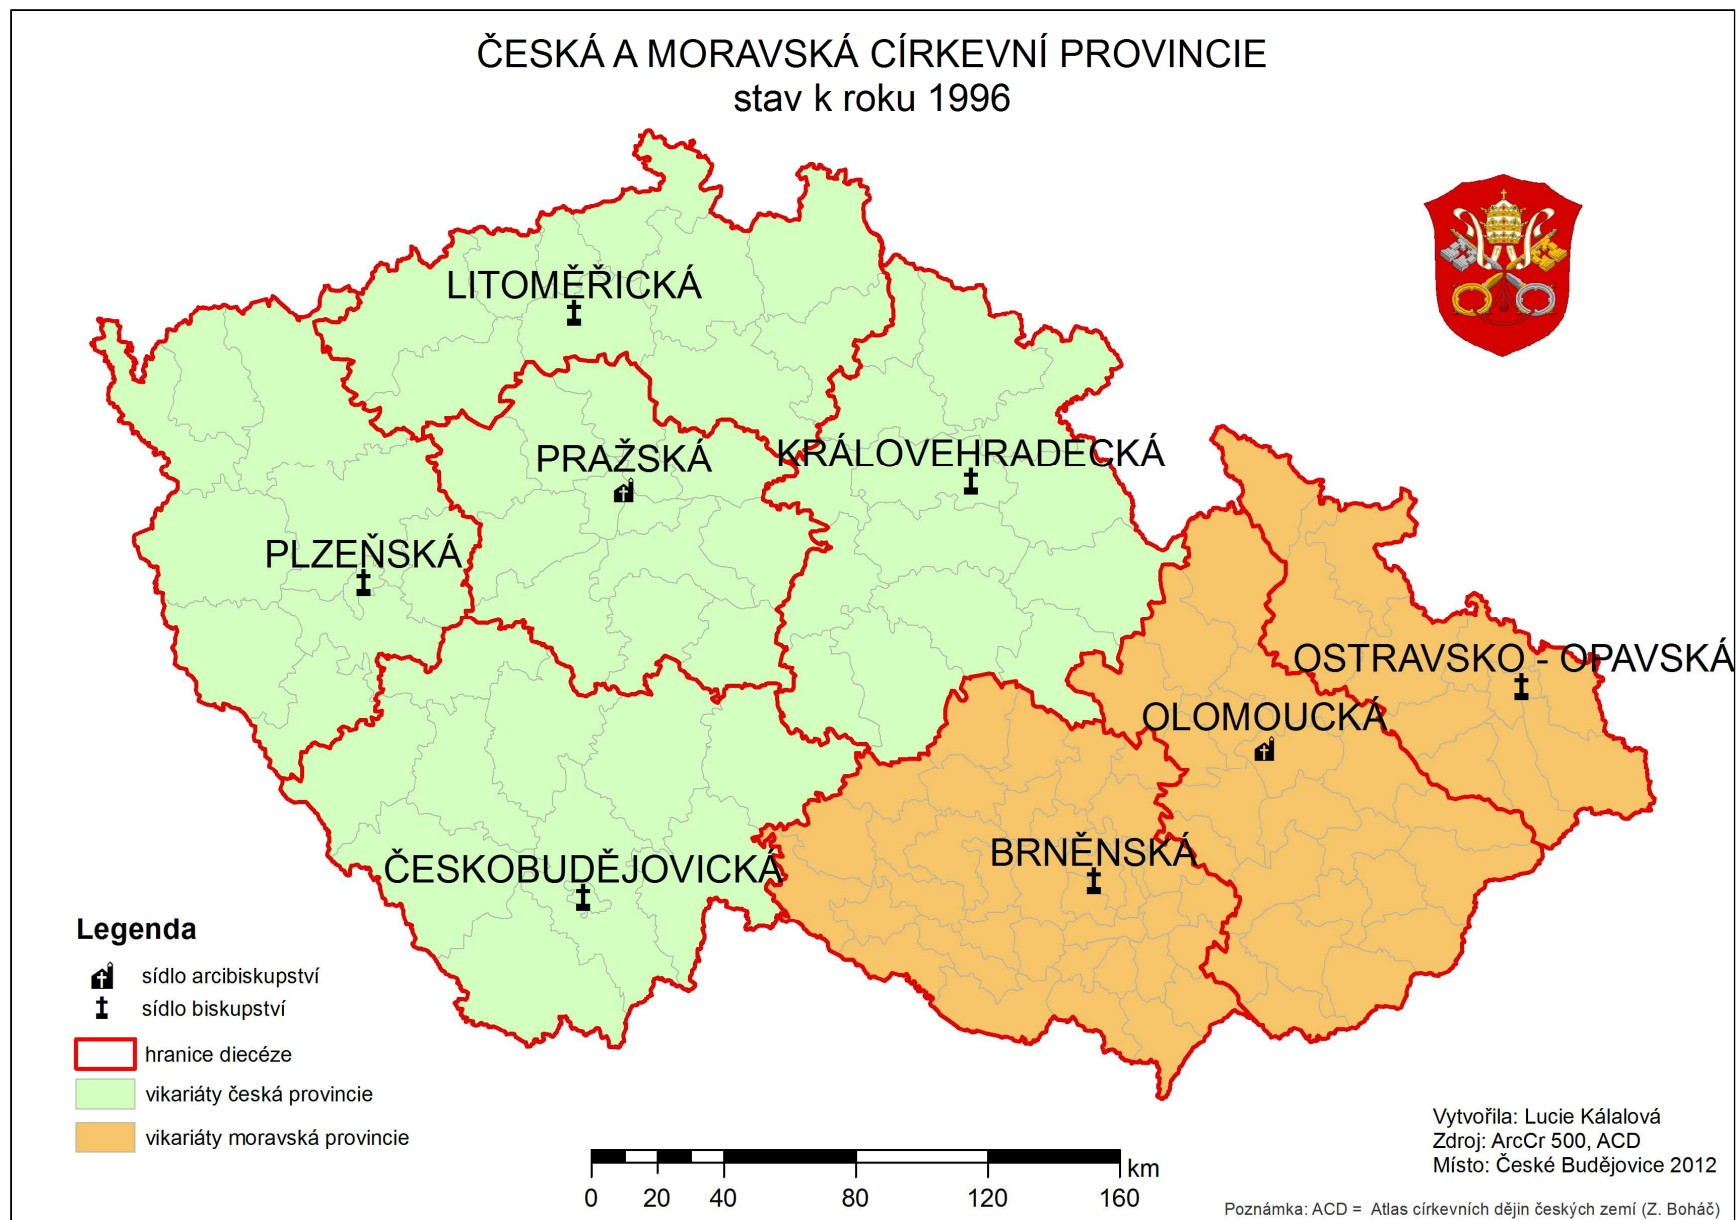 ČESKÁ A MORAVSKÁ CÍRKEVNÍ PROVINCIE
stav k roku 1996
LITOMĚŘICKÁ
PRAŽSKÁ
KRÁLOVEHRADECKÁ
PLZEŇSKÁ
OSTRAVSKO - OPAVSKÁ
OLOMOUCKÁ
BRNĚNSKÁ
ČESKOBUDĚJOVICKÁ
Legenda
sídlo arcibiskupství
sídlo biskupství
hranice diecéze
vikariáty česká provincie
vikariáty moravská provincie
km
0 20 40 80 120 160
Vytvořila: Lucie Kálalová
Zdroj: ArcCr 500, ACD
Místo: České Budějovice 2012
Poznámka: ACD = Atlas církevních dějin českých zemí (Z. Boháč)